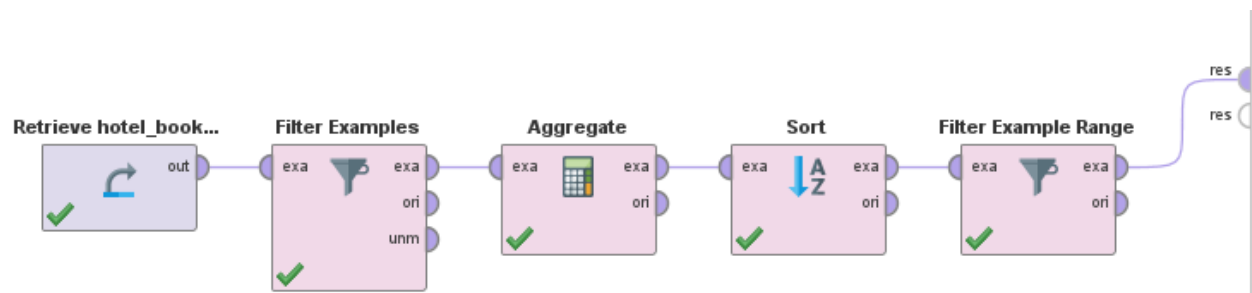 res
res
Retrieve hotel_book...
out
Filter Examples
exa
exa
ori
unm
Aggregate
exa
exa
ori
Sort
exa
exa
ori
A
Z
Filter Example Range
exa
exa
ori